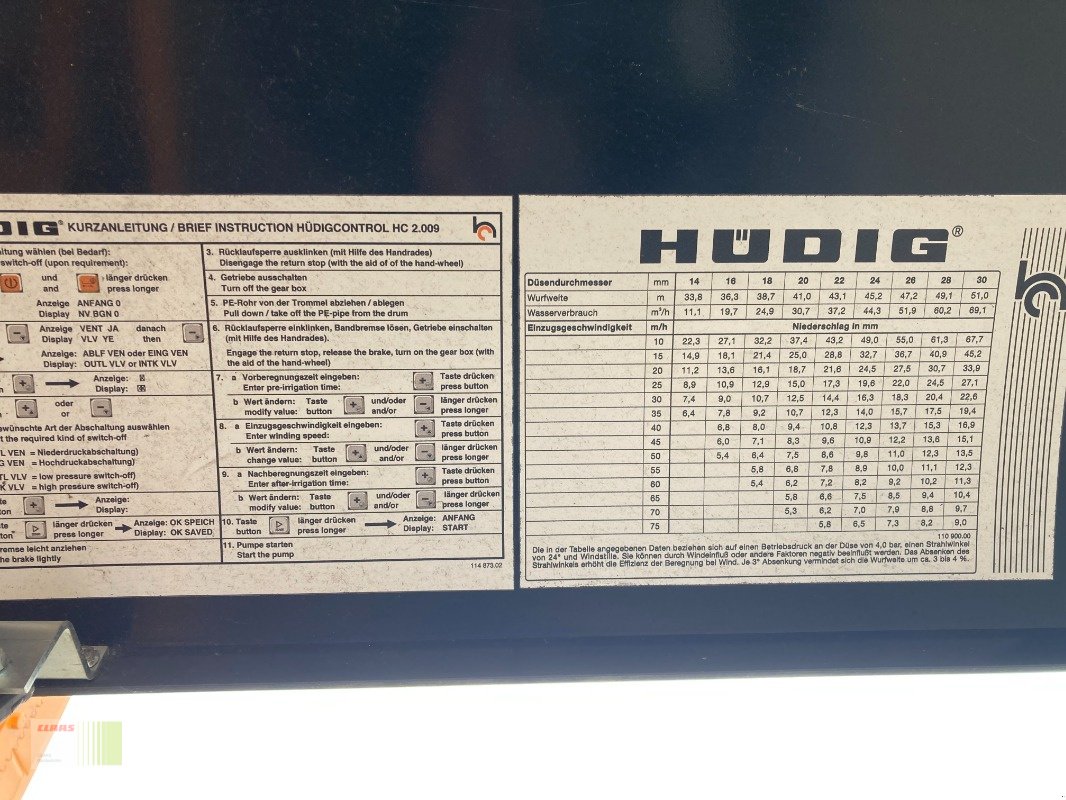 DIG® KURZANLEITUNG / BRIEF INSTRUCTION HÜDIGCONTROL HC 2.009
itung wählen (bei Bedarf):
switch-off (upon requirement):
und länger drücken
and press longer
Anzeige ANFANG 0
Display NV.BGN 0
Anzeige VENT JA danach
Display VLV YE then
Anzeige: ABLF VEN oder EING VEN
Display: OUTL VLV or INTK VLV
Anzeige:
Display:
oder
or
ewünschte Art der Abschaltung auswählen
t the required kind of switch-off
L VEN = Niederdruckabschaltung)
G VEN = Hochdruckabschaltung)
TL VLV = low pressure switch-off)
K VLV = high pressure switch-off)
Anzeige:
Display:
länger drücken Anzeige: OK SPEICH
press longer Display: OK SAVED
remse leicht anziehen
he brake lightly
3. Rücklaufsperre ausklinken (mit Hilfe des Handrades)
Disengage the return stop (with the aid of of the hand-wheel)
4. Getriebe ausschalten
Turn off the gear box
5. PE-Rohr von der Trommel abziehen / ablegen
Pull down / take off the PE-pipe from the drum
6. Rücklaufsperre einklinken, Bandbremse lösen, Getriebe einschalten
(mit Hilfe des Handrades).
Engage the return stop, release the brake, turn on the gear box (with
the aid of the hand-wheel)
7. a Vorberegnungszeit eingeben: Taste drücken
Enter pre-irrigation time: press button
b Wert ändern: Taste und/oder länger drücken
modify value: button and/or press longer
8. a Einzugsgeschwindigkeit eingeben: Taste drücken
Enter winding speed: press button
b Wert ändern: Taste und/oder länger drücken
change value: button and/or press longer
9. a Nachberegnungszeit eingeben: Taste drücken
Enter after-irrigation time: press button
b Wert ändern: Taste und/oder länger drücken
modify value: button and/or press longer
10. Taste länger drücken Anzeige: ANFANG
button press longer Display: START
11. Pumpe starten
Start the pump
114 873.02
HÜDIG®
Düsendurchmesser mm 14 16 18 20 22 24 26 28 30
Wurfweite m 33,8 36,3 38,7 41,0 43,1 45,2 47,2 49,1 51,0
Wasserverbrauch m³/h 11,1 19,7 24,9 30,7 37,2 44,3 51,9 60,2 69,1
Einzugsgeschwindigkeit m/h Niederschlag in mm
10 22,3 27,1 32,2 37,4 43,2 49,0 55,0 61,3 67,7
15 14,9 18,1 21,4 25,0 28,8 32,7 36,7 40,9 45,2
20 11,2 13,6 16,1 18,7 21,6 24,5 27,5 30,7 33,9
25 8,9 10,9 12,9 15,0 17,3 19,6 22,0 24,5 27,1
30 7,4 9,0 10,7 12,5 14,4 16,3 18,3 20,4 22,6
35 6,4 7,8 9,2 10,7 12,3 14,0 15,7 17,5 19,4
40 6,8 8,0 9,4 10,8 12,3 13,7 15,3 16,9
45 6,0 7,1 8,3 9,6 10,9 12,2 13,6 15,1
50 5,4 6,4 7,5 8,6 9,8 11,0 12,3 13,5
55 5,8 6,8 7,8 8,9 10,0 11,1 12,3
60 5,4 6,2 7,2 8,2 9,2 10,2 11,3
65 5,8 6,6 7,5 8,5 9,4 10,4
70 5,3 6,2 7,0 7,9 8,8 9,7
75 5,8 6,5 7,3 8,2 9,0
110 900.00
Die in der Tabelle angegebenen Daten beziehen sich auf einen Betriebsdruck an der Düse von 4,0 bar, einen Strahlwinkel
von 24° und Windstille. Sie können durch Windeinfluß oder andere Faktoren negativ beeinflußt werden. Das Absenken des
Strahlwinkels erhöht die Effizienz der Beregnung bei Wind. Je 3° Absenkung vermindet sich die Wurfweite um ca. 3 bis 4 %.
CLAAS